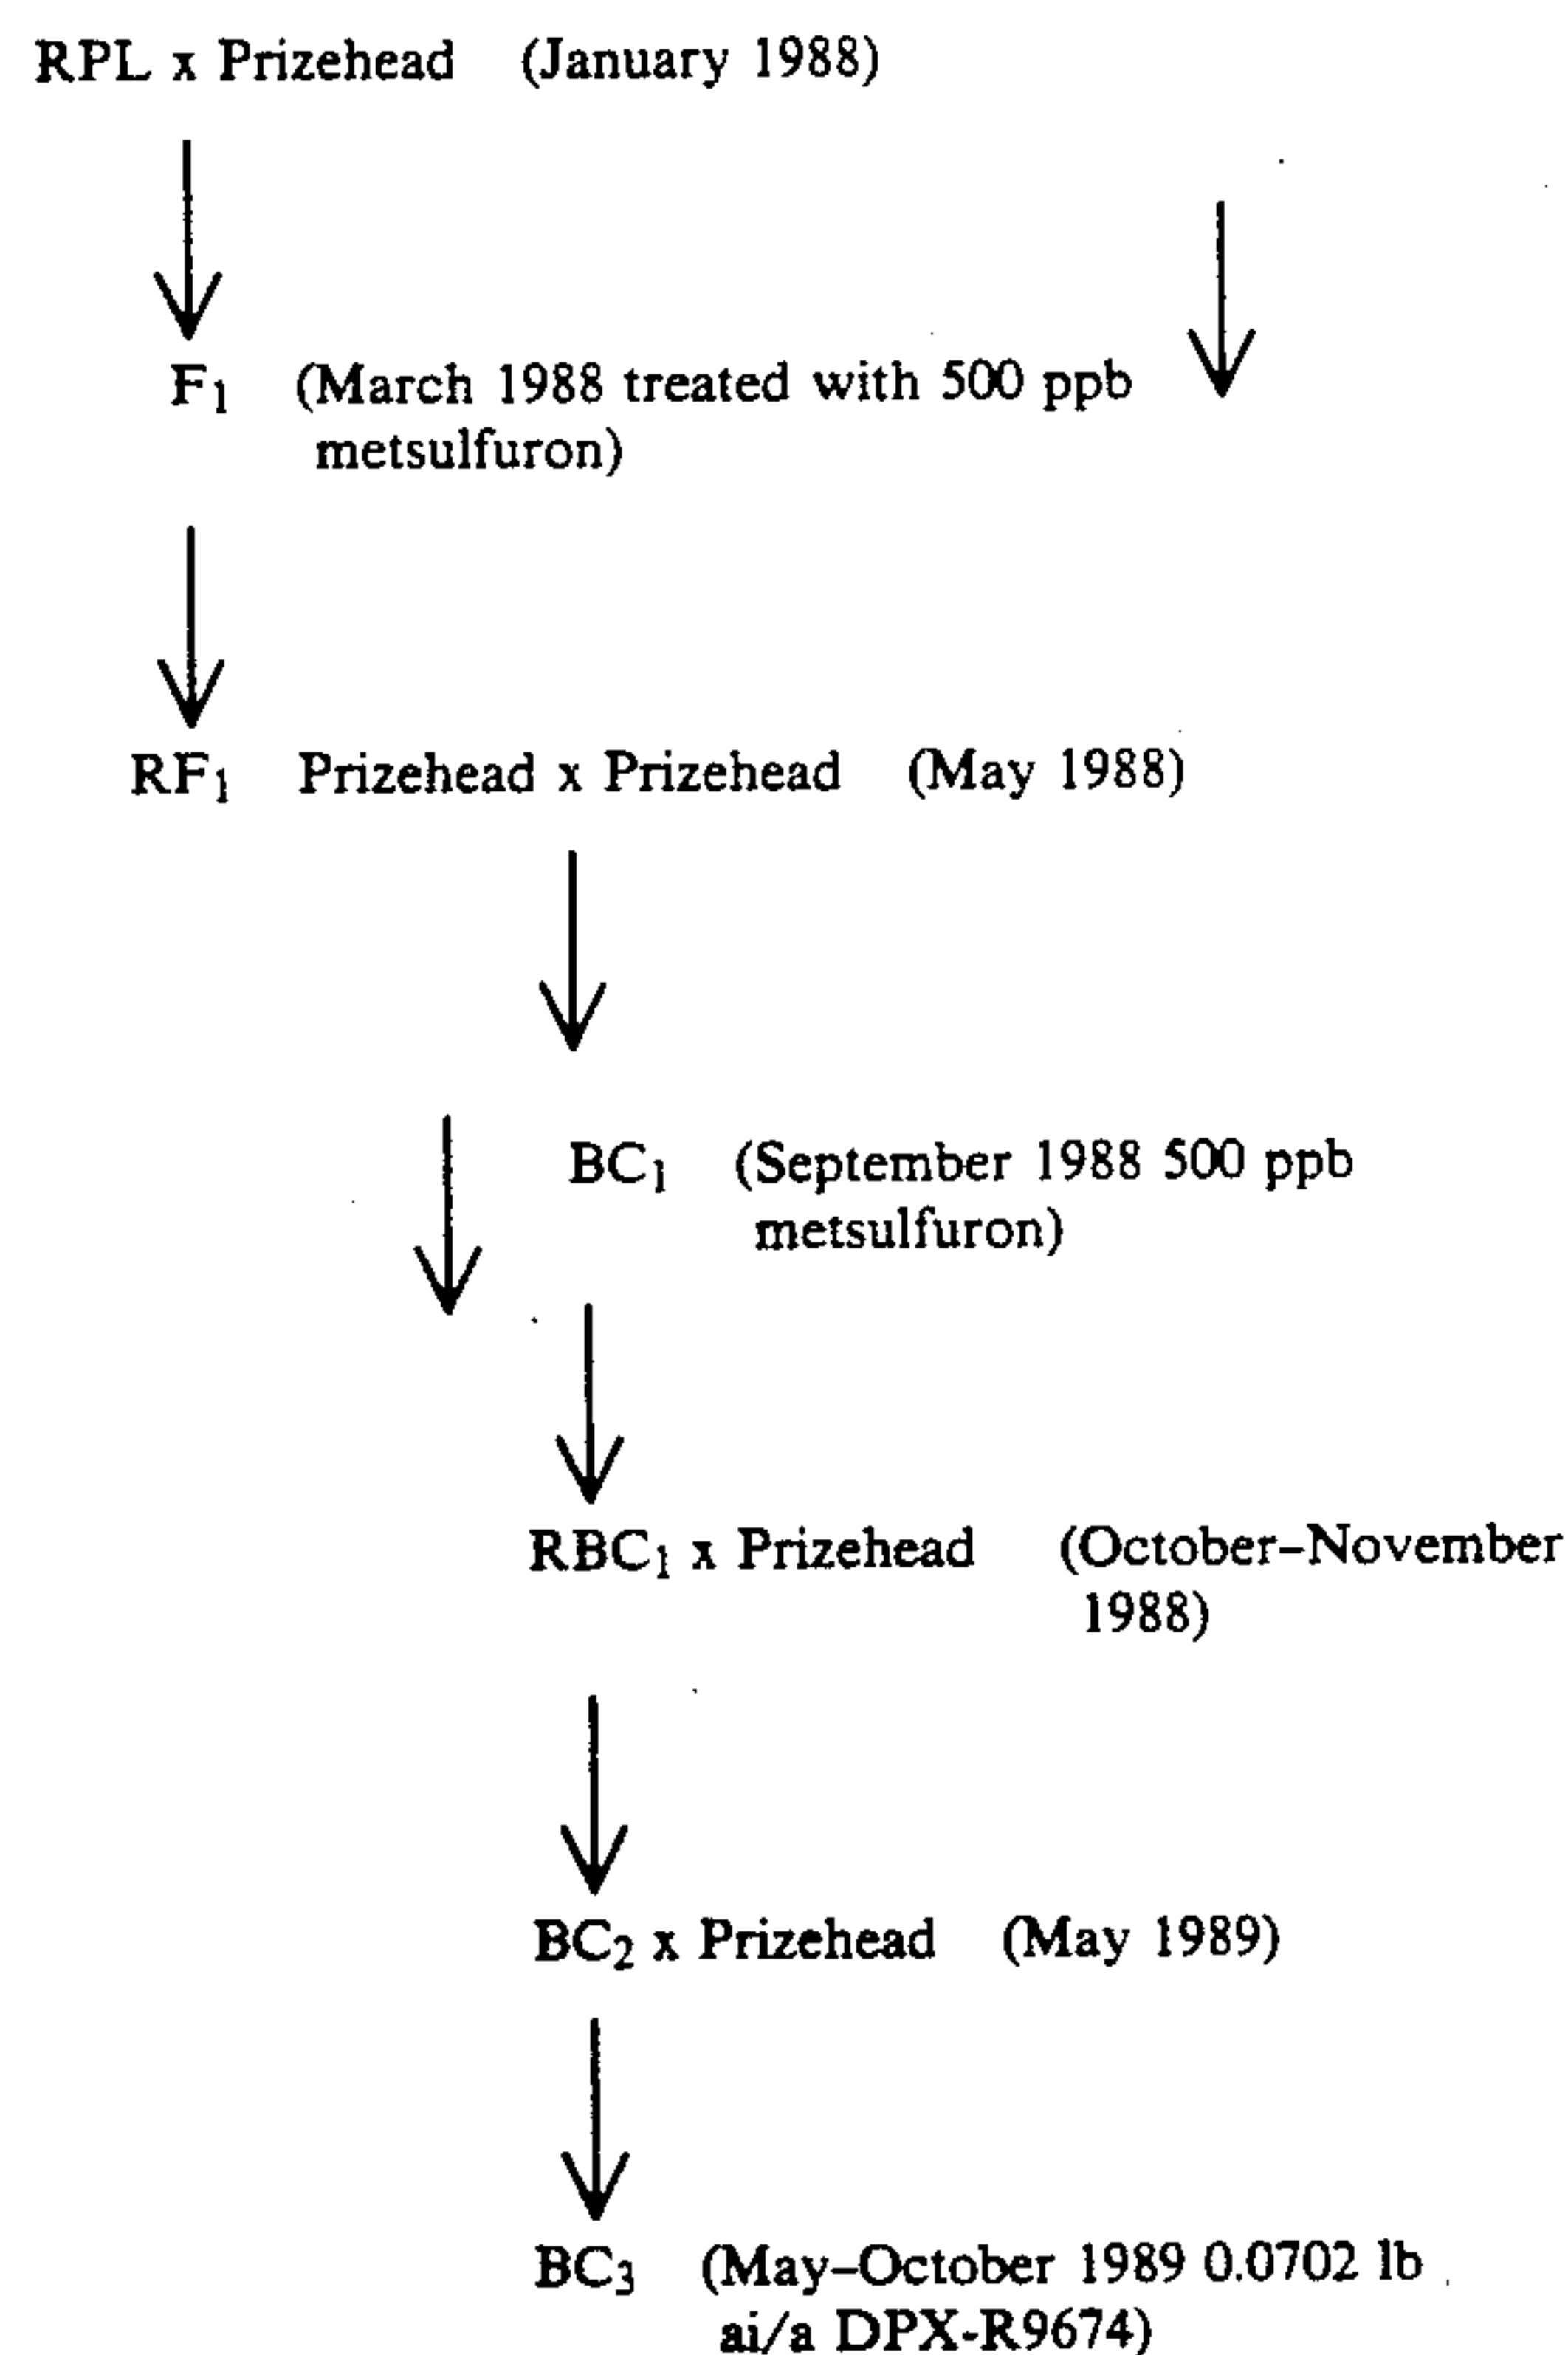 RPL x Prizehead (January 1988)
F₁ (March 1988 treated with 500 ppb
metsulfuron)
RF₁ Prizehead x Prizehead (May 1988)
BC₁ (September 1988 500 ppb
metsulfuron)
RBC₁ x Prizehead (October–November
1988)
BC₂ x Prizehead (May 1989)
BC₃ (May–October 1989 0.0702 lb
ai/a DPX-R9674)